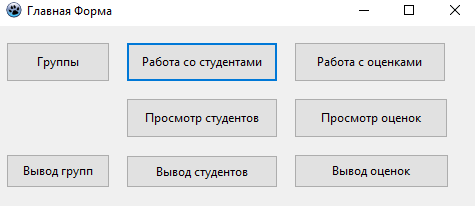 Главная Форма
Группы
Работа со студентами
Работа с оценками
Просмотр студентов
Просмотр оценок
Вывод групп
Вывод студентов
Вывод оценок